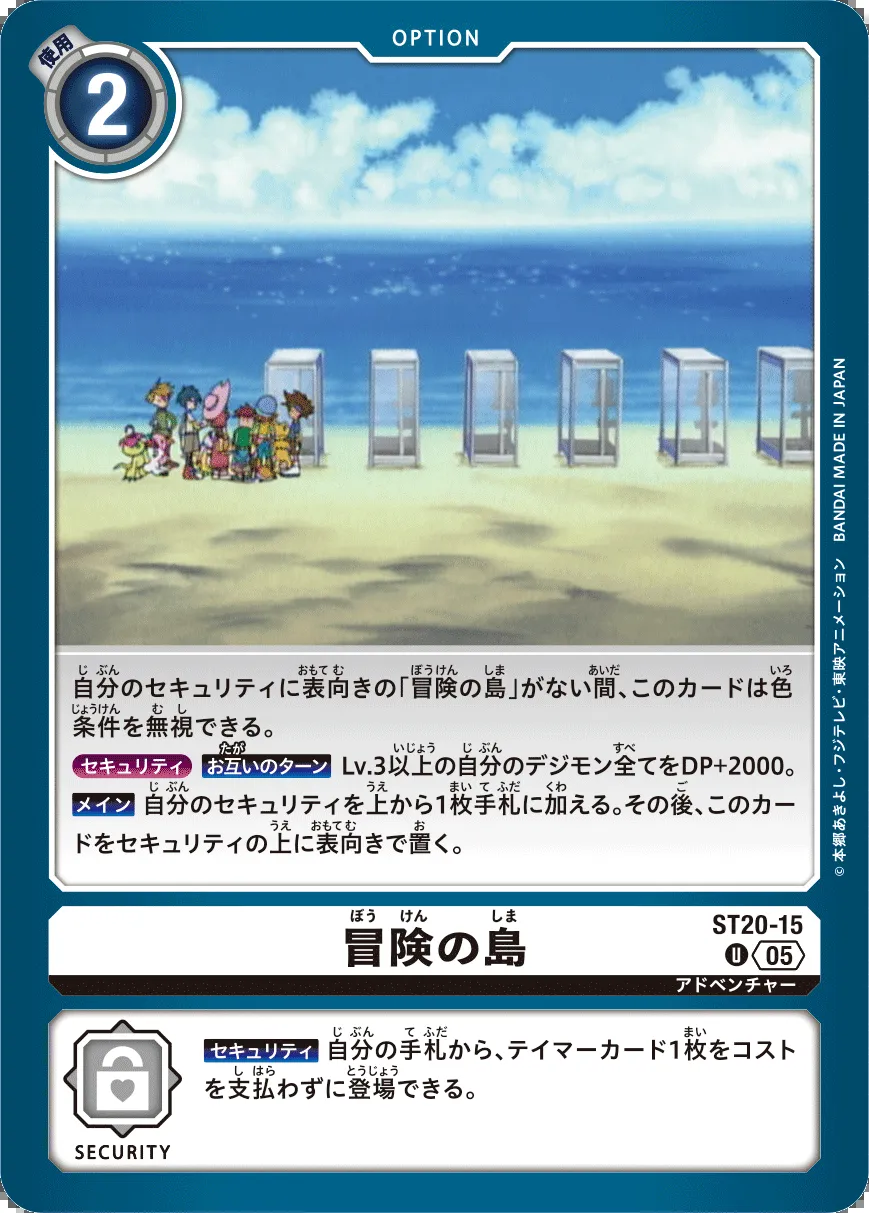 OPTION
使用
2
自分のセキュリティに表向きの「冒険の島」がない間、このカードは色
条件を無視できる。
セキュリティ お互いのターン Lv.3以上の自分のデジモン全てをDP+2000。
メイン 自分のセキュリティを上から1枚手札に加える。その後、このカー
ドをセキュリティの上に表向きで置く。
© 本郷あきよし・フジテレビ・東映アニメーション BANDAI MADE IN JAPAN
冒険の島
ST20-15
U 05
アドベンチャー
セキュリティ 自分の手札から、テイマーカード1枚をコスト
を支払わずに登場できる。
SECURITY